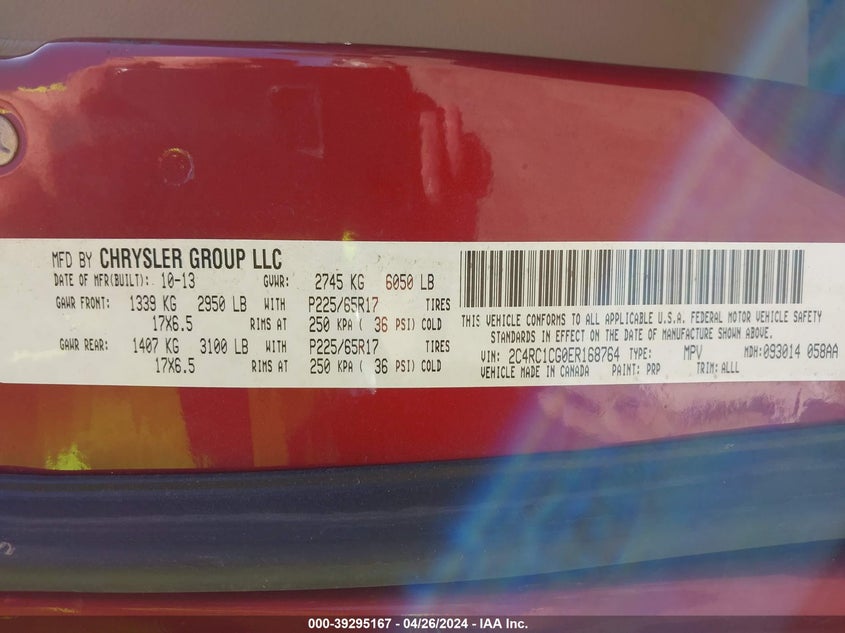 MFD BY CHRYSLER GROUP LLC
DATE OF MFR(BUILT): 10-13 GVWR: 2745 KG 6050 LB
GAWR FRONT: 1339 KG 2950 LB WITH P225/65R17 TIRES
17X6.5 RIMS AT 250 KPA ( 36 PSI) COLD
GAWR REAR: 1407 KG 3100 LB WITH P225/65R17 TIRES
17X6.5 RIMS AT 250 KPA ( 36 PSI) COLD
THIS VEHICLE CONFORMS TO ALL APPLICABLE U.S.A. FEDERAL MOTOR VEHICLE SAFETY
STANDARDS IN EFFECT ON THE DATE OF MANUFACTURE SHOWN ABOVE.
VIN: 2C4RC1CG0ER168764 TYPE: MPV MDH: 093014 058AA
VEHICLE MADE IN CANADA PAINT: PRP TRIM: ALLL
000-39295167 - 04/26/2024 - IAA Inc.